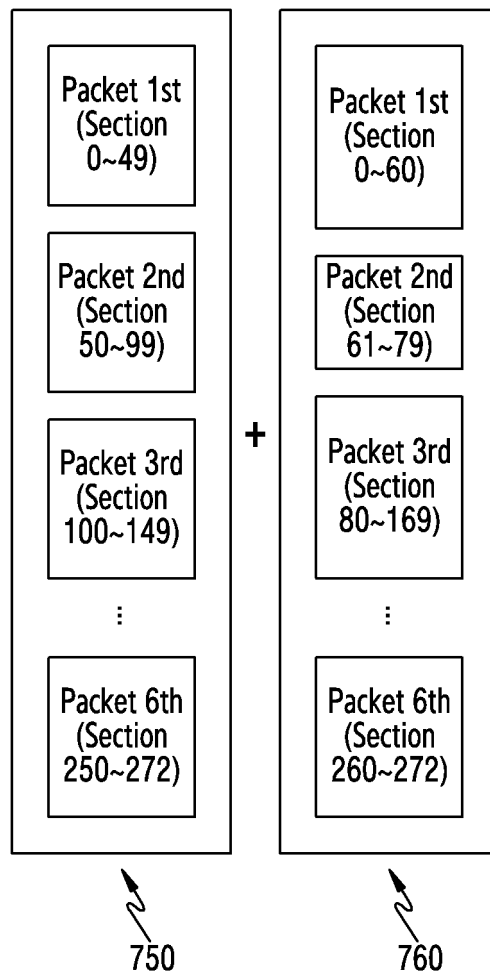 Packet 1st
(Section
0~49)
Packet 2nd
(Section
50~99)
Packet 3rd
(Section
100~149)
...
Packet 6th
(Section
250~272)
+
Packet 1st
(Section
0~60)
Packet 2nd
(Section
61~79)
Packet 3rd
(Section
80~169)
...
Packet 6th
(Section
260~272)
750
760